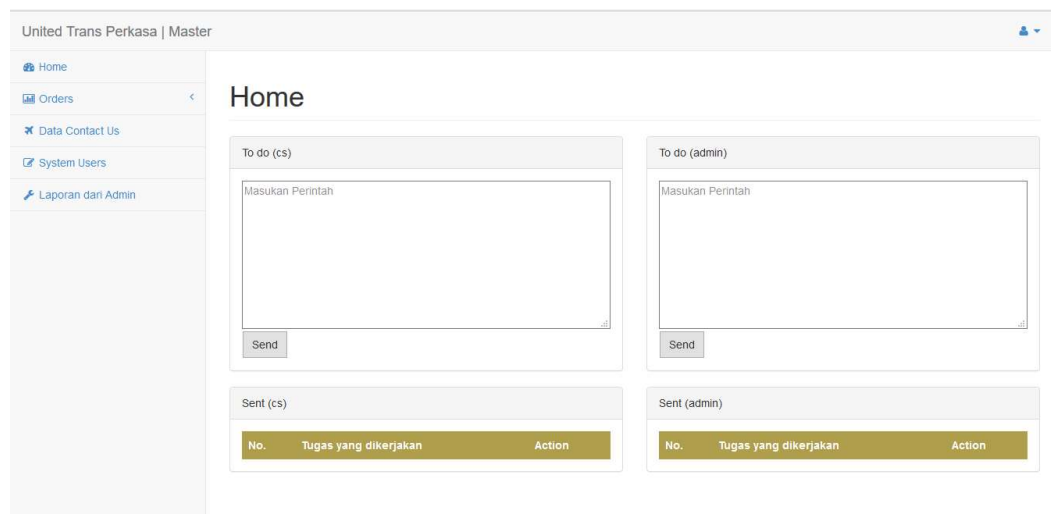 United Trans Perkasa | Master
Home
Orders
Data Contact Us
System Users
Laporan dari Admin
Home
To do (cs)
Masukan Perintah
Send
To do (admin)
Masukan Perintah
Send
Sent (cs)
No. Tugas yang dikerjakan Action
Sent (admin)
No. Tugas yang dikerjakan Action